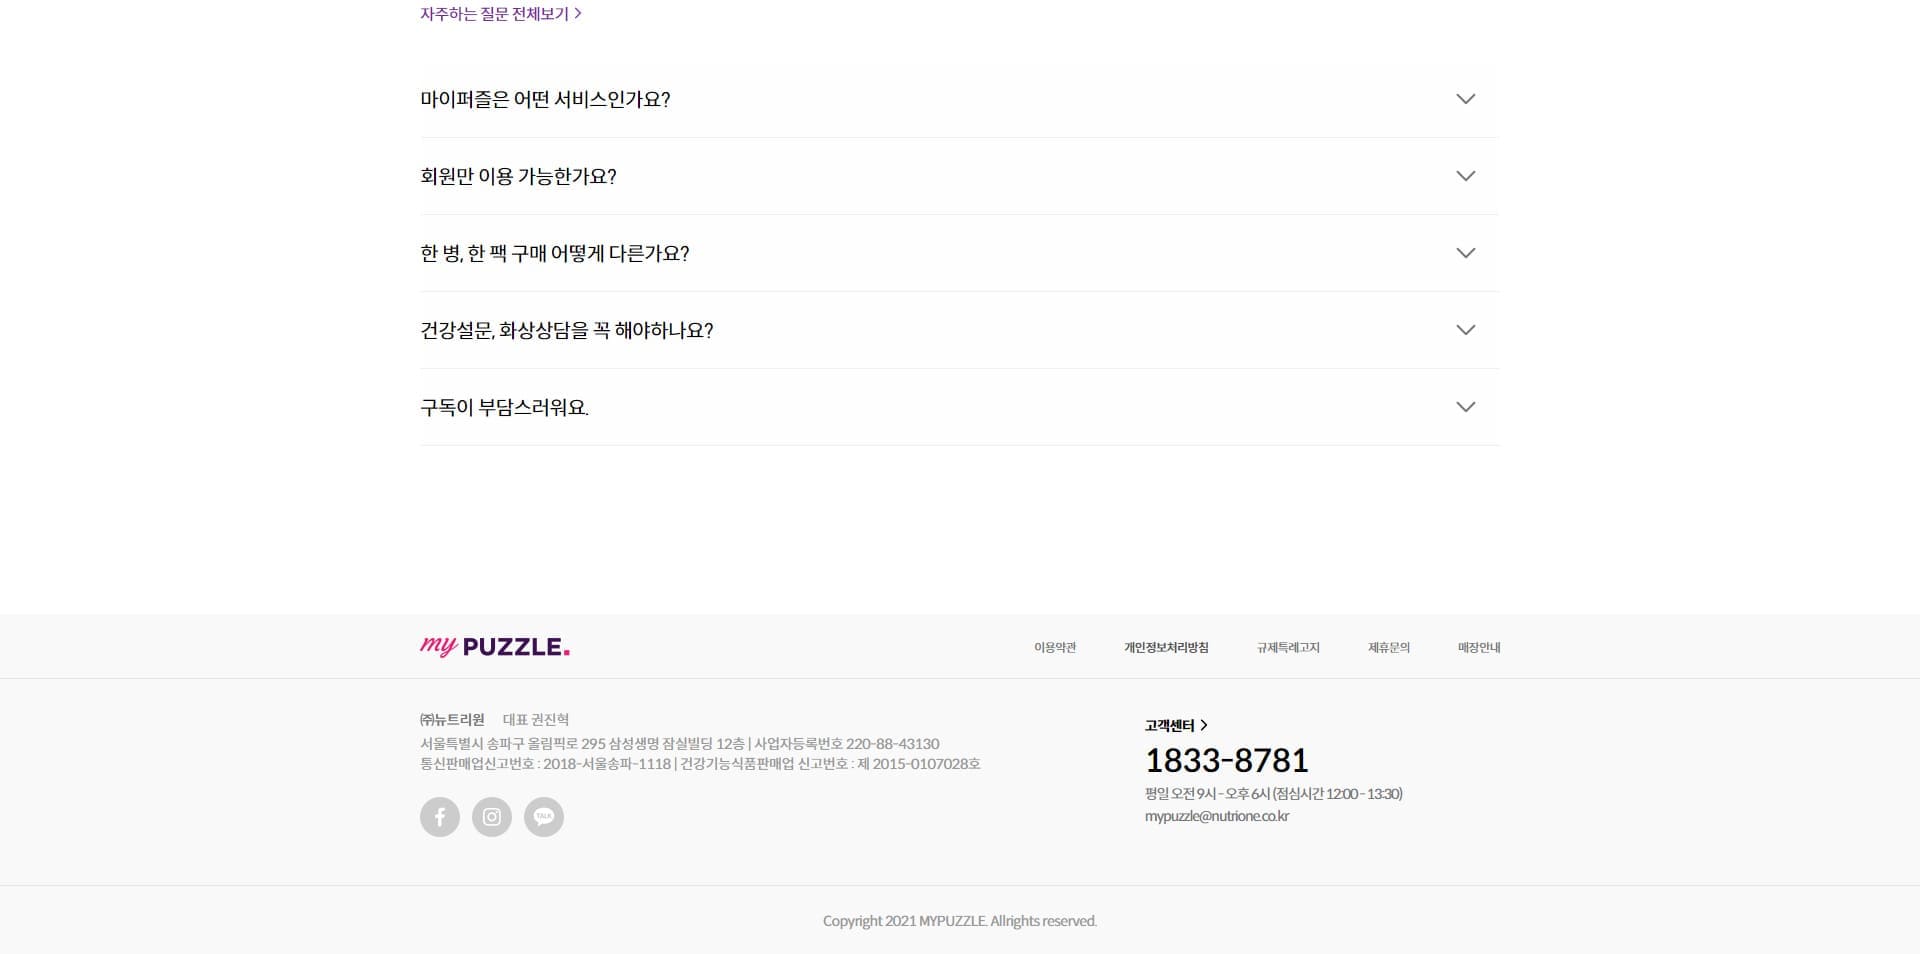 자주하는 질문 전체보기
마이퍼즐은 어떤 서비스인가요?
회원만 이용 가능한가요?
한 병, 한 팩 구매 어떻게 다른가요?
건강설문, 화상상담을 꼭 해야하나요?
구독이 부담스러워요.
my PUZZLE.
이용약관 개인정보처리방침 규제특례고지 제휴문의 매장안내
㈜뉴트리원 대표 권진혁
서울특별시 송파구 올림픽로 295 삼성생명 잠실빌딩 12층 | 사업자등록번호 220-88-43130
통신판매업신고번호 : 2018-서울송파-1118 | 건강기능식품판매업 신고번호 : 제 2015-0107028호
TALK
고객센터
1833-8781
평일 오전 9시 - 오후 6시 (점심시간 12:00 - 13:30)
mypuzzle@nutrione.co.kr
Copyright 2021 MYPUZZLE. Allrights reserved.